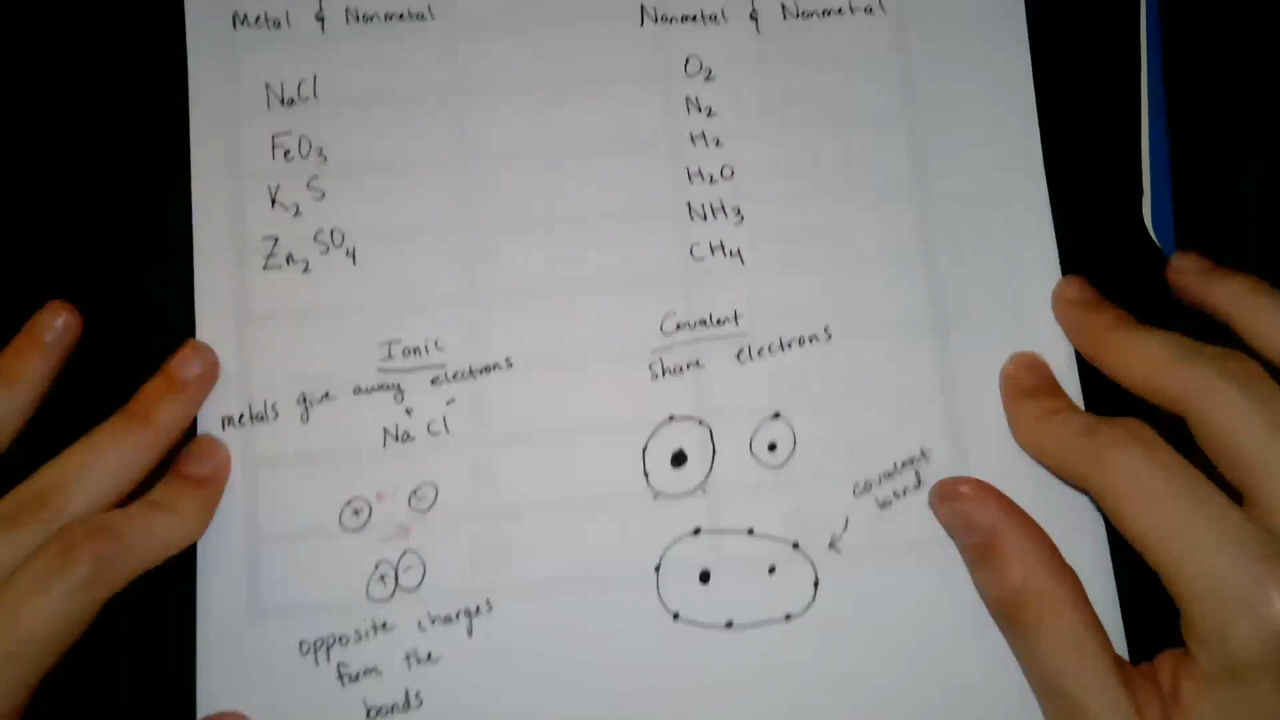 Metal & Nonmetal
NaCl
FeO₃
K₂S
Zn₂SO₄
Ionic
metals give away electrons
Na⁺Cl⁻
+ -
+ -
opposite charges
form the
bonds
Nonmetal & Nonmetal
O₂
N₂
H₂
H₂O
NH₃
CH₄
Covalent
share electrons
covalent
bond